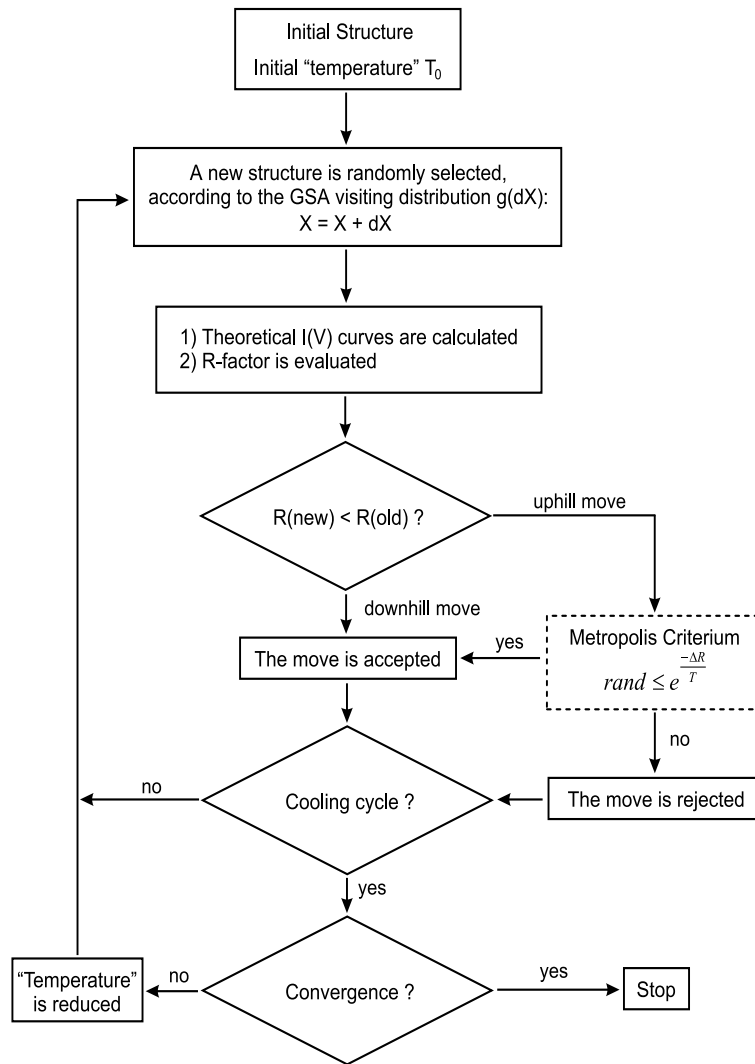 Initial Structure
Initial “temperature” T₀
A new structure is randomly selected,
according to the GSA visiting distribution g(dX):
X = X + dX
1) Theoretical I(V) curves are calculated
2) R-factor is evaluated
R(new) < R(old) ?
uphill move
downhill move
Metropolis Criterium
rand ≤ e^(-ΔR/T)
yes
The move is accepted
no
The move is rejected
Cooling cycle ?
no
yes
Convergence ?
no
“Temperature”
is reduced
yes
Stop